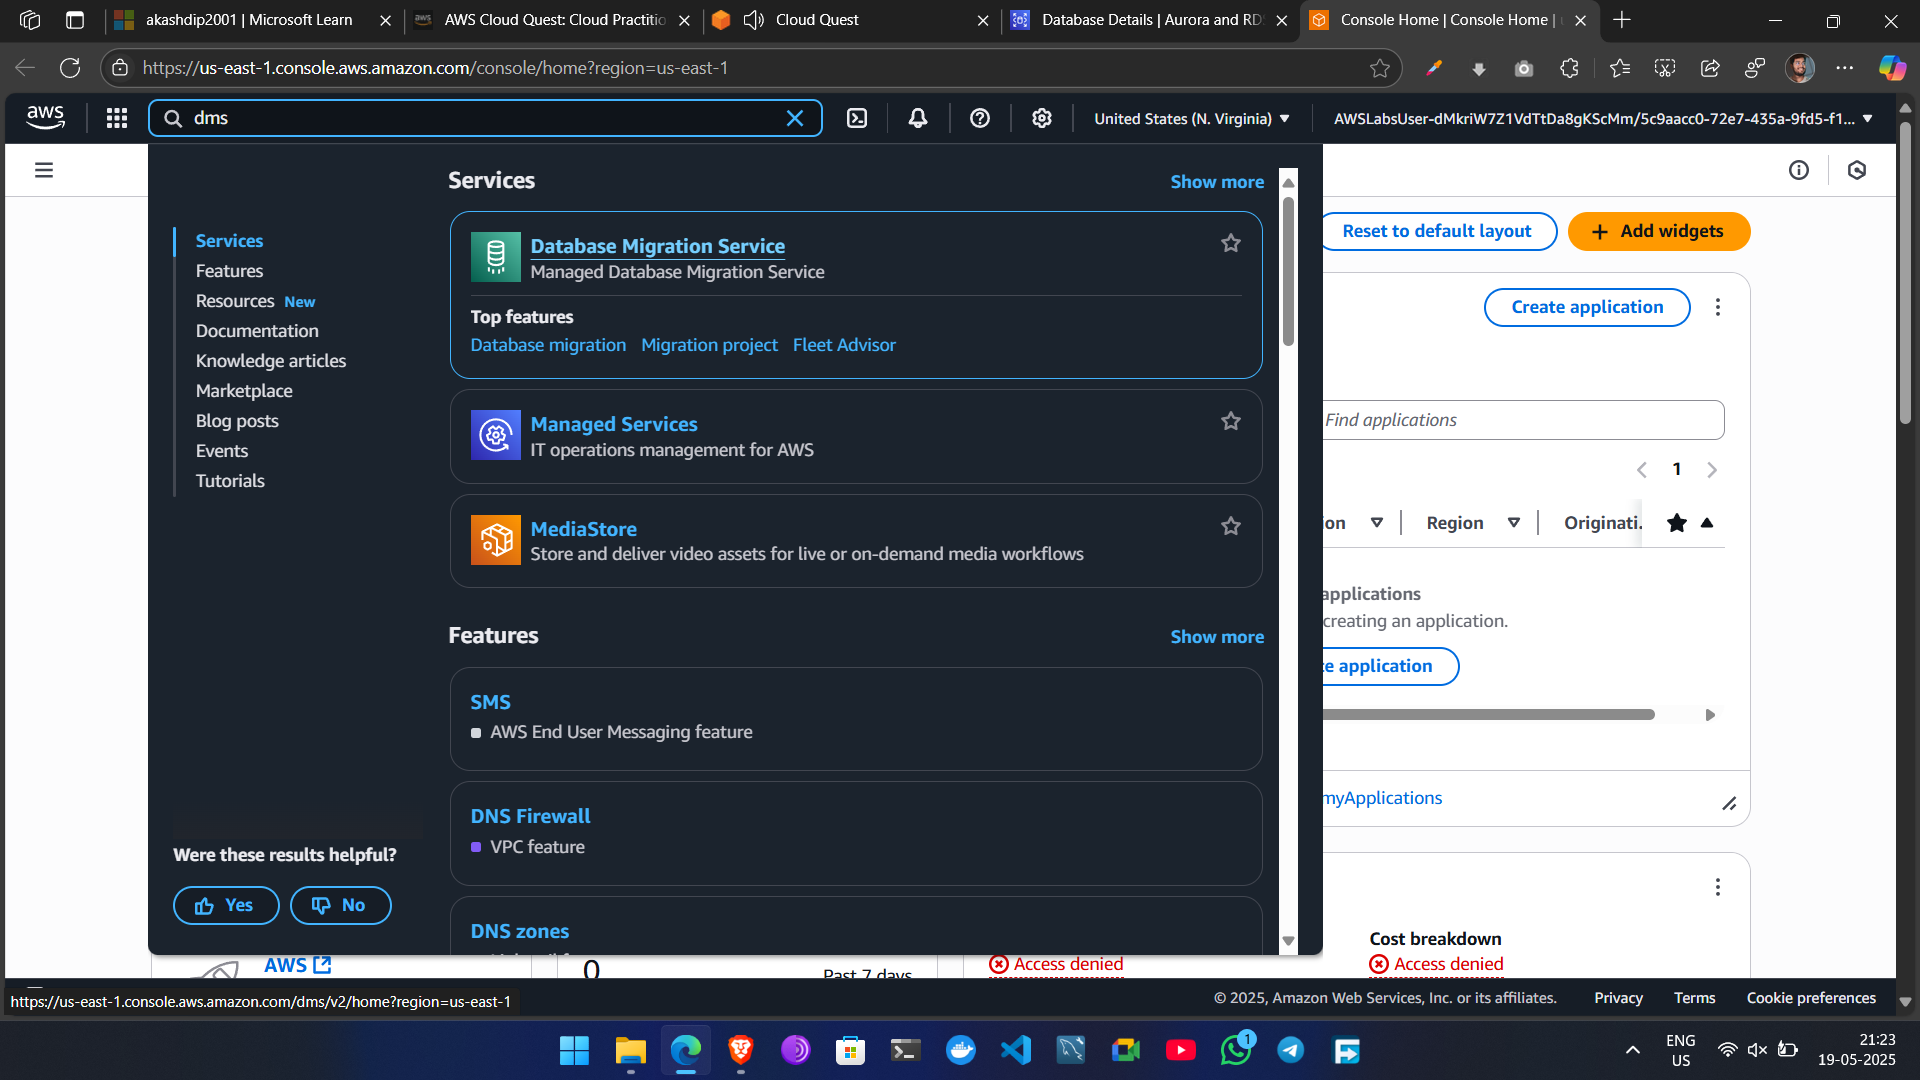 akashdip2001 | Microsoft Learn
AWS Cloud Quest: Cloud Practitio
Cloud Quest
Database Details | Aurora and RD
Console Home | Console Home |
https://us-east-1.console.aws.amazon.com/console/home?region=us-east-1
aws
dms
United States (N. Virginia)
AWSLabsUser-dMkriW7Z1VdTtDa8gKScMm/5c9aacc0-72e7-435a-9fd5-f1...
Services
Features
Resources New
Documentation
Knowledge articles
Marketplace
Blog posts
Events
Tutorials
Were these results helpful?
Yes
No
Services
Show more
Database Migration Service
Managed Database Migration Service
Top features
Database migration Migration project Fleet Advisor
Managed Services
IT operations management for AWS
MediaStore
Store and deliver video assets for live or on-demand media workflows
Features
Show more
SMS
AWS End User Messaging feature
DNS Firewall
VPC feature
DNS zones
Reset to default layout
+ Add widgets
Create application
Find applications
1
ion
Region
Originati.
applications
creating an application.
te application
myApplications
AWS
0
Past 7 days
Access denied
Cost breakdown
Access denied
https://us-east-1.console.aws.amazon.com/dms/v2/home?region=us-east-1
© 2025, Amazon Web Services, Inc. or its affiliates.
Privacy
Terms
Cookie preferences
1
ENG
US
21:23
19-05-2025